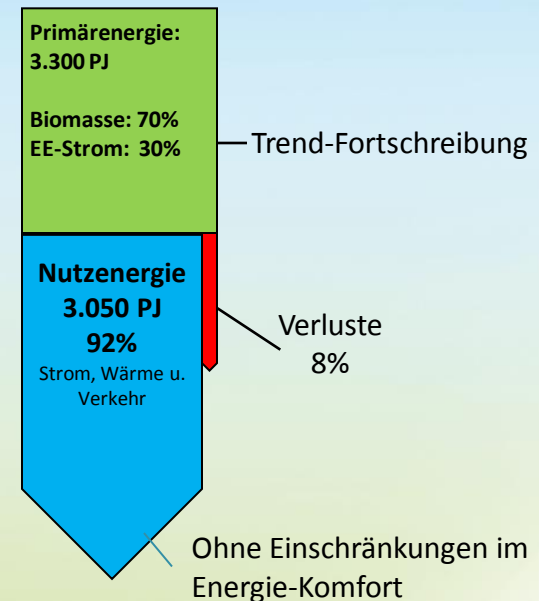 Primärenergie:
3.300 PJ
Biomasse: 70%
EE-Strom: 30%
Trend-Fortschreibung
Nutzenergie
3.050 PJ
92%
Strom, Wärme u.
Verkehr
Verluste
8%
Ohne Einschränkungen im
Energie-Komfort